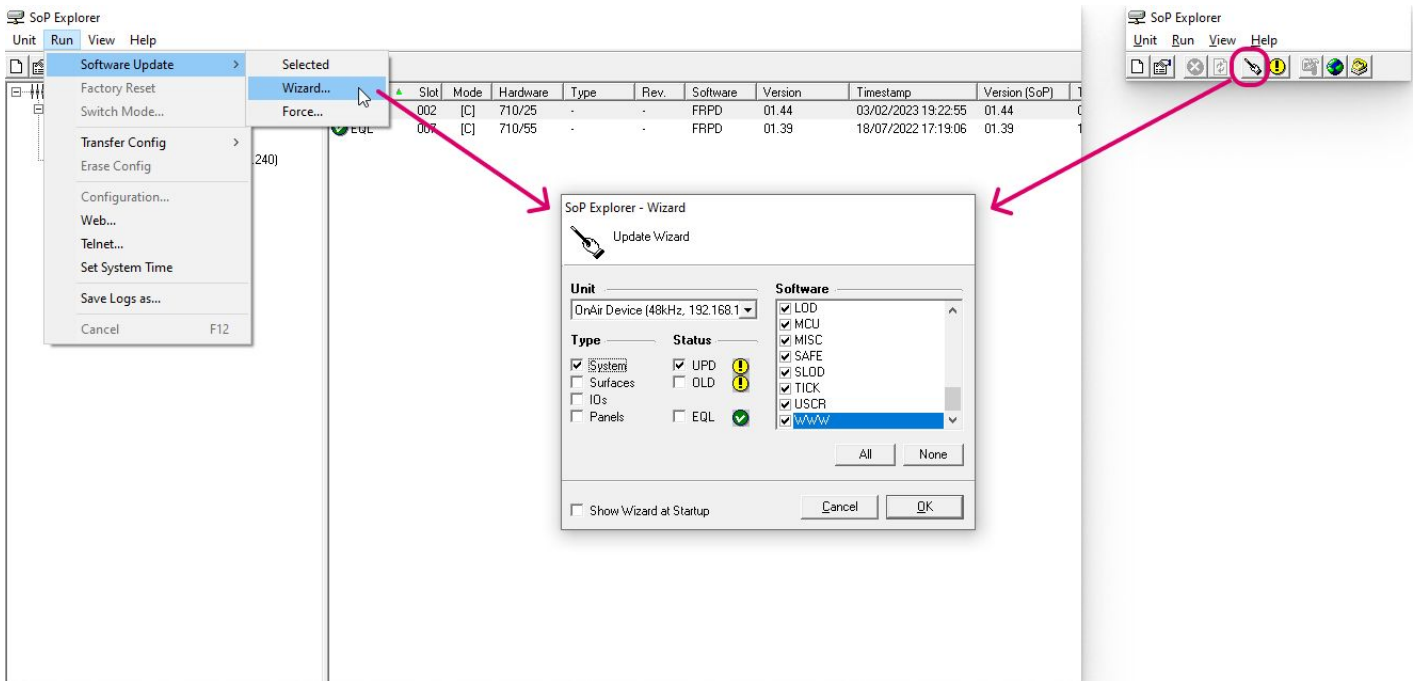 SoP Explorer
Unit Run View Help
Software Update >
Factory Reset
Switch Mode...
Transfer Config >
Erase Config
Configuration...
Web...
Telnet...
Set System Time
Save Logs as...
Cancel F12
Selected
Wizard...
Force...
.240)
Slot Mode Hardware Type Rev. Software Version Timestamp Version (SoP)
002 [C] 710/25 - - FRPD 01.44 03/02/2023 19:22:55 01.44
EQL 007 [C] 710/55 - - FRPD 01.39 18/07/2022 17:19:06 01.39
SoP Explorer - Wizard
Update Wizard
Unit
OnAir Device (48kHz, 192.168.1
Type
System
Surfaces
IOs
Panels
Status
UPD
OLD
EQL
Software
LOD
MCU
MISC
SAFE
SLOD
TICK
USCR
WWW
All None
Show Wizard at Startup
Cancel OK
SoP Explorer
Unit Run View Help